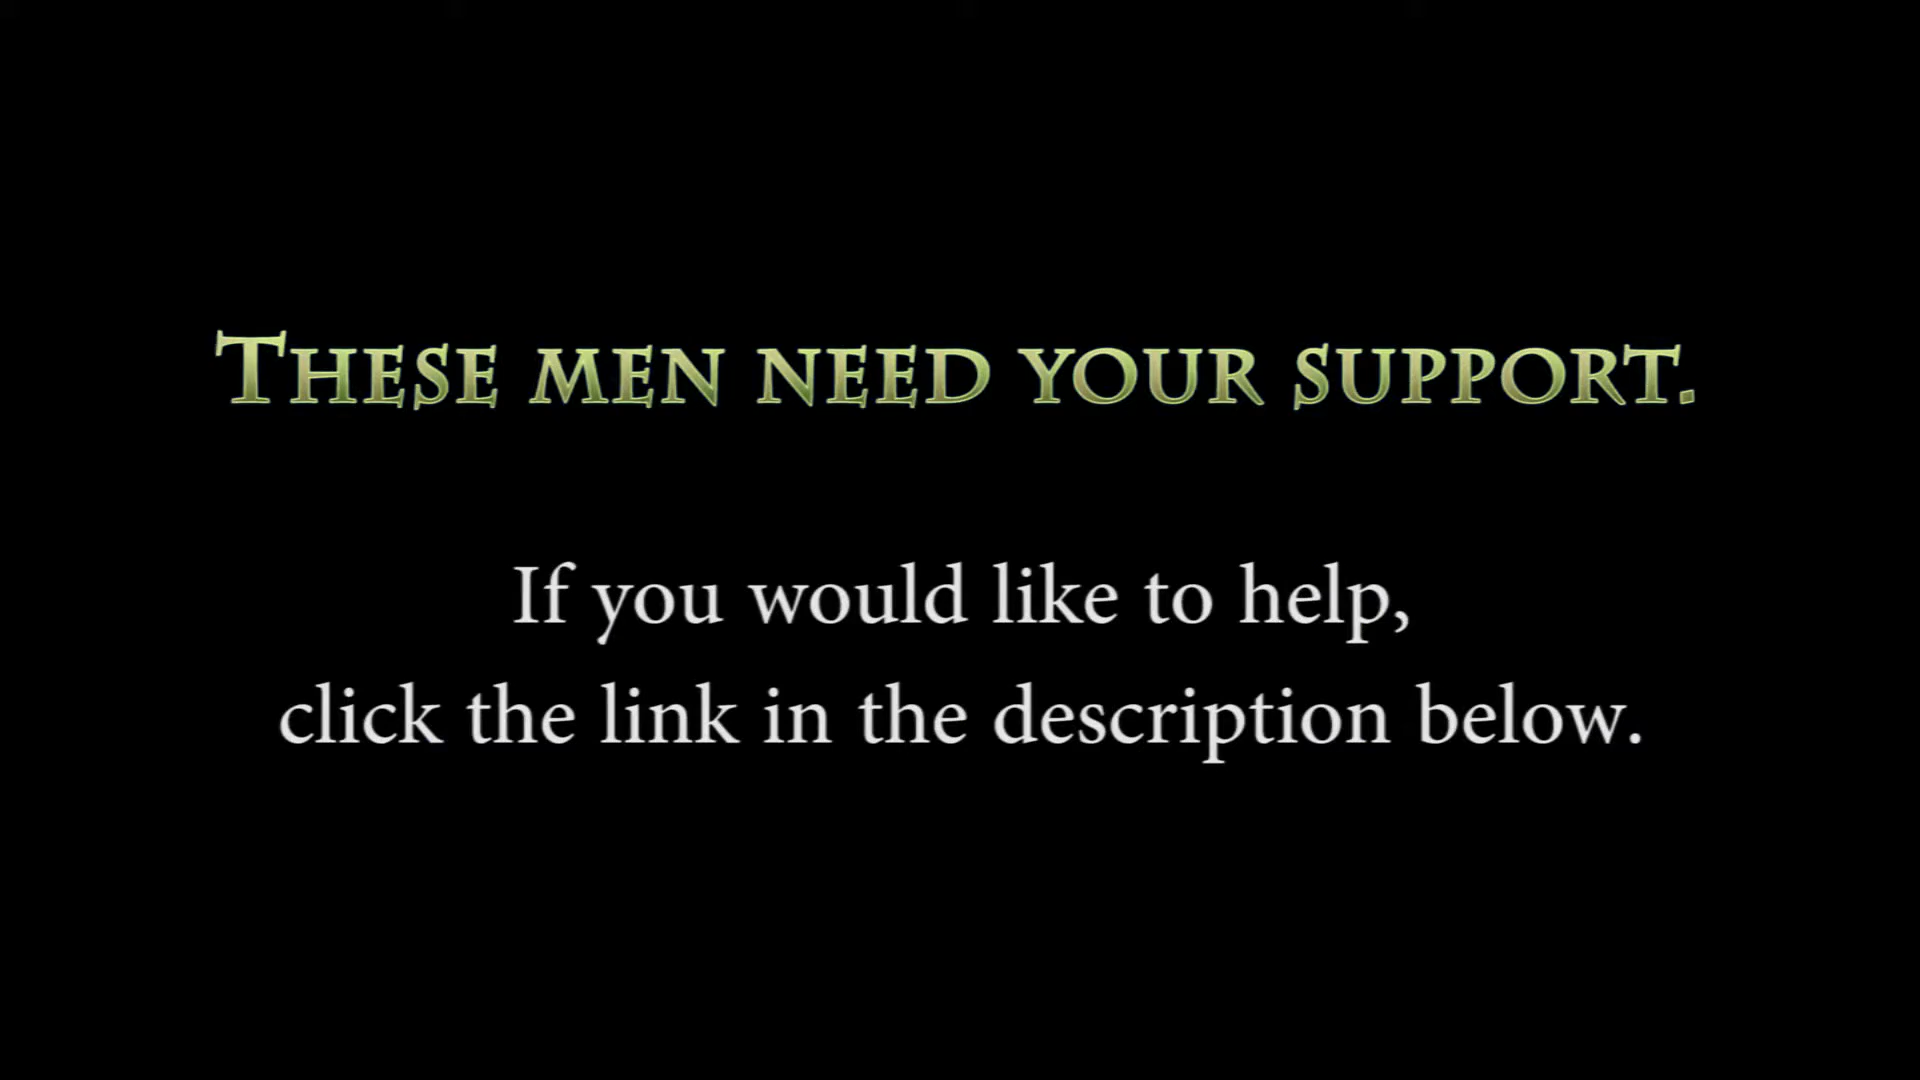 These men need your support.
If you would like to help,
click the link in the description below.